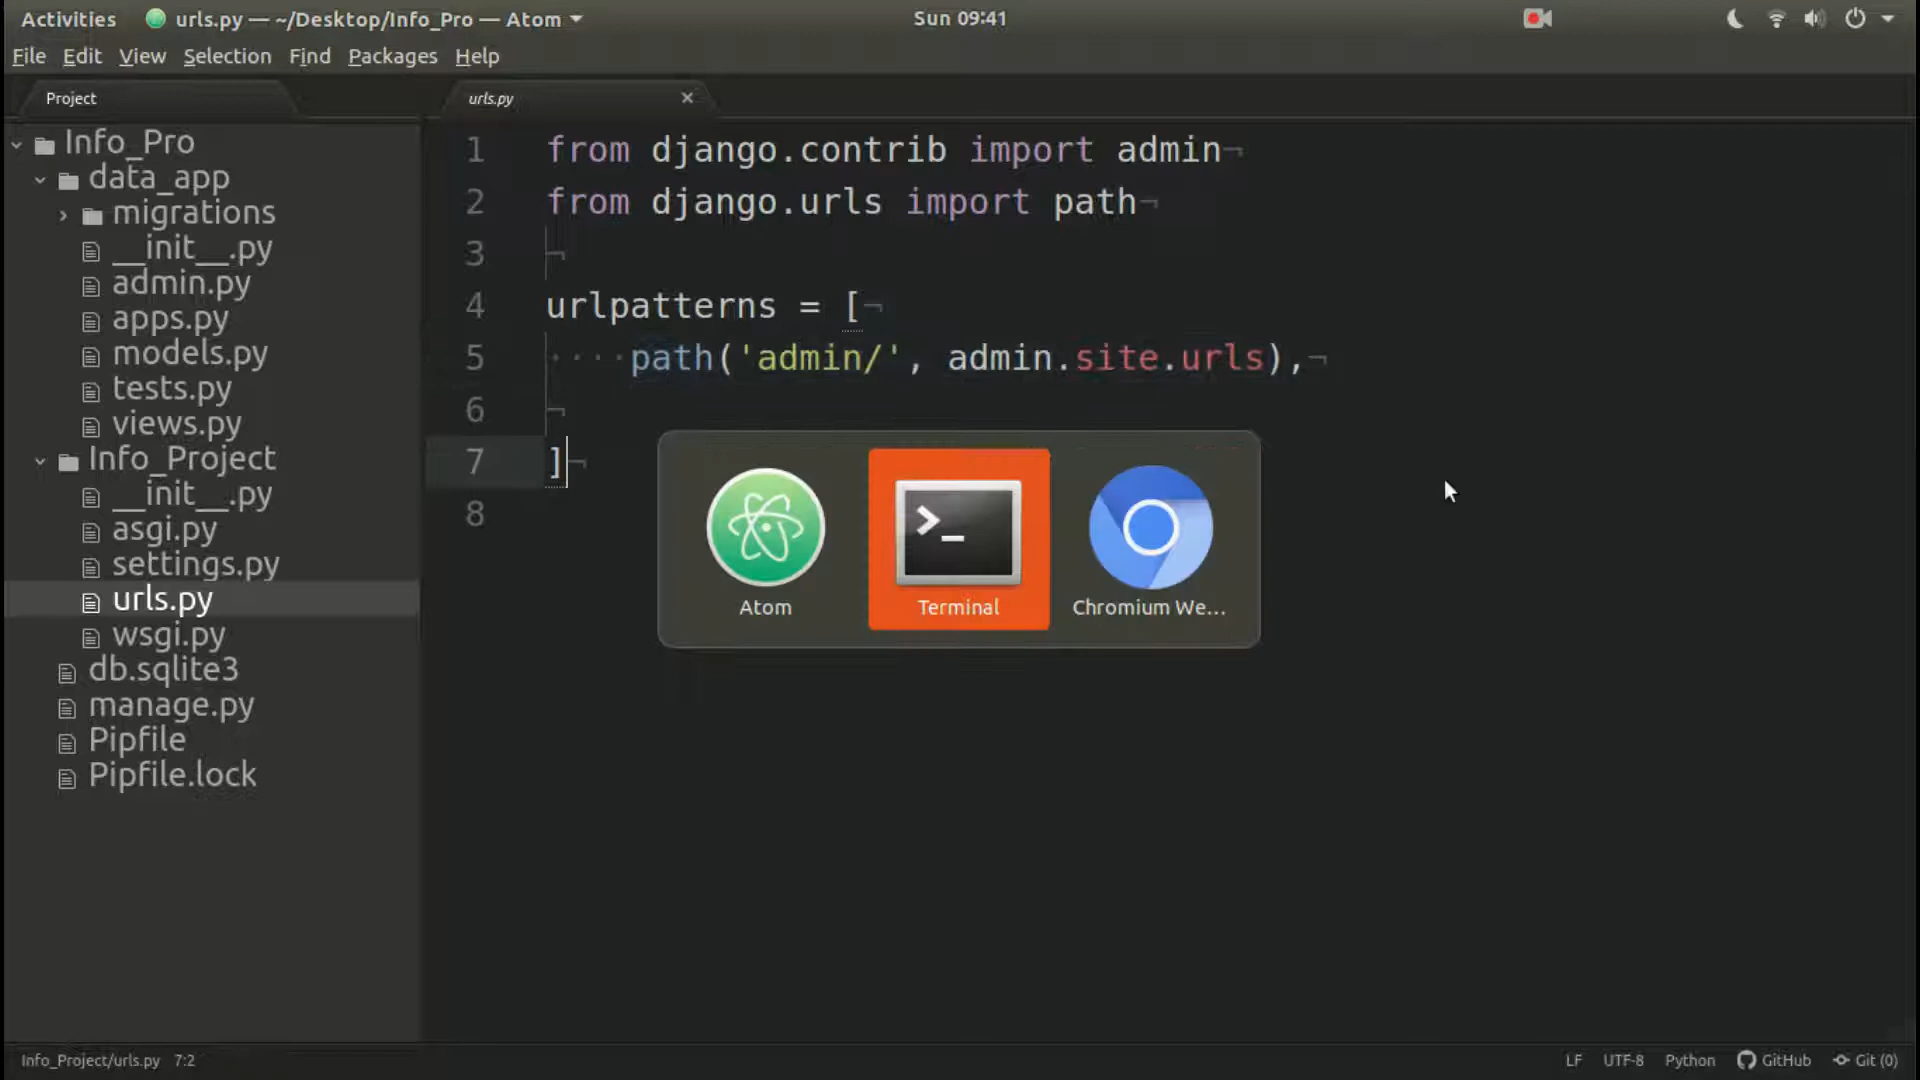 Activities urls.py — ~/Desktop/Info_Pro — Atom Sun 09:41
File Edit View Selection Find Packages Help
Project
urls.py
Info_Pro
data_app
migrations
__init__.py
admin.py
apps.py
models.py
tests.py
views.py
Info_Project
__init__.py
asgi.py
settings.py
urls.py
wsgi.py
db.sqlite3
manage.py
Pipfile
Pipfile.lock
1 from django.contrib import admin¬
2 from django.urls import path¬
3 ¬
4 urlpatterns = [¬
5 ····path('admin/', admin.site.urls),¬
6 ¬
7 ]¬
8
Atom Terminal Chromium We...
Info_Project/urls.py 7:2 LF UTF-8 Python GitHub Git (0)